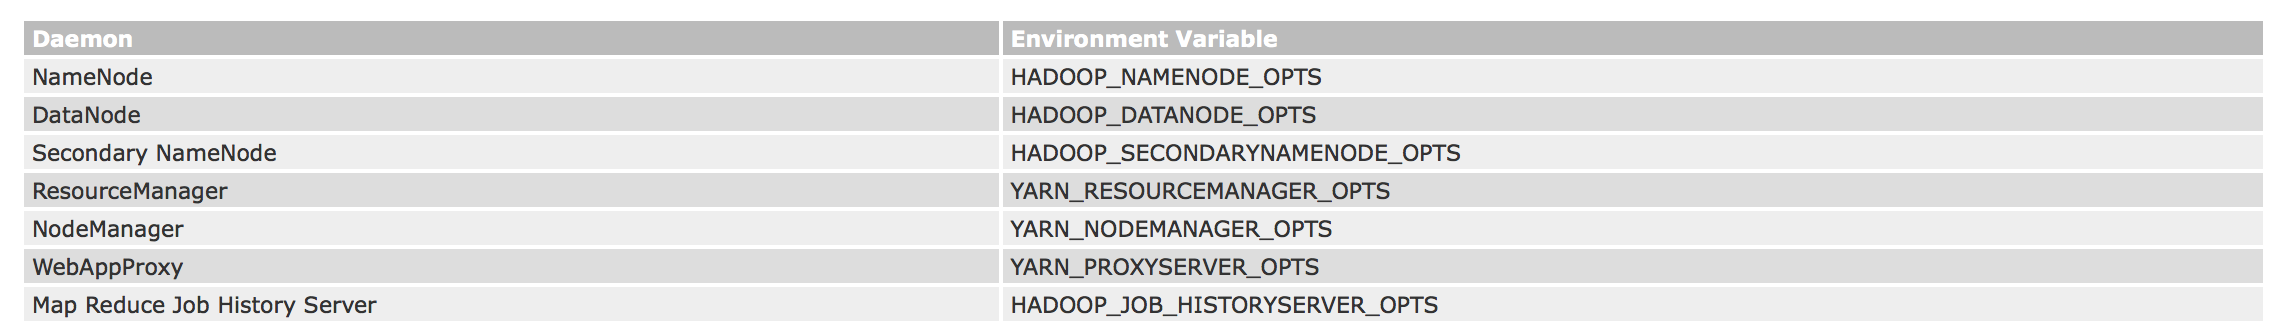 Daemon Environment Variable
NameNode HADOOP_NAMENODE_OPTS
DataNode HADOOP_DATANODE_OPTS
Secondary NameNode HADOOP_SECONDARYNAMENODE_OPTS
ResourceManager YARN_RESOURCEMANAGER_OPTS
NodeManager YARN_NODEMANAGER_OPTS
WebAppProxy YARN_PROXYSERVER_OPTS
Map Reduce Job History Server HADOOP_JOB_HISTORYSERVER_OPTS